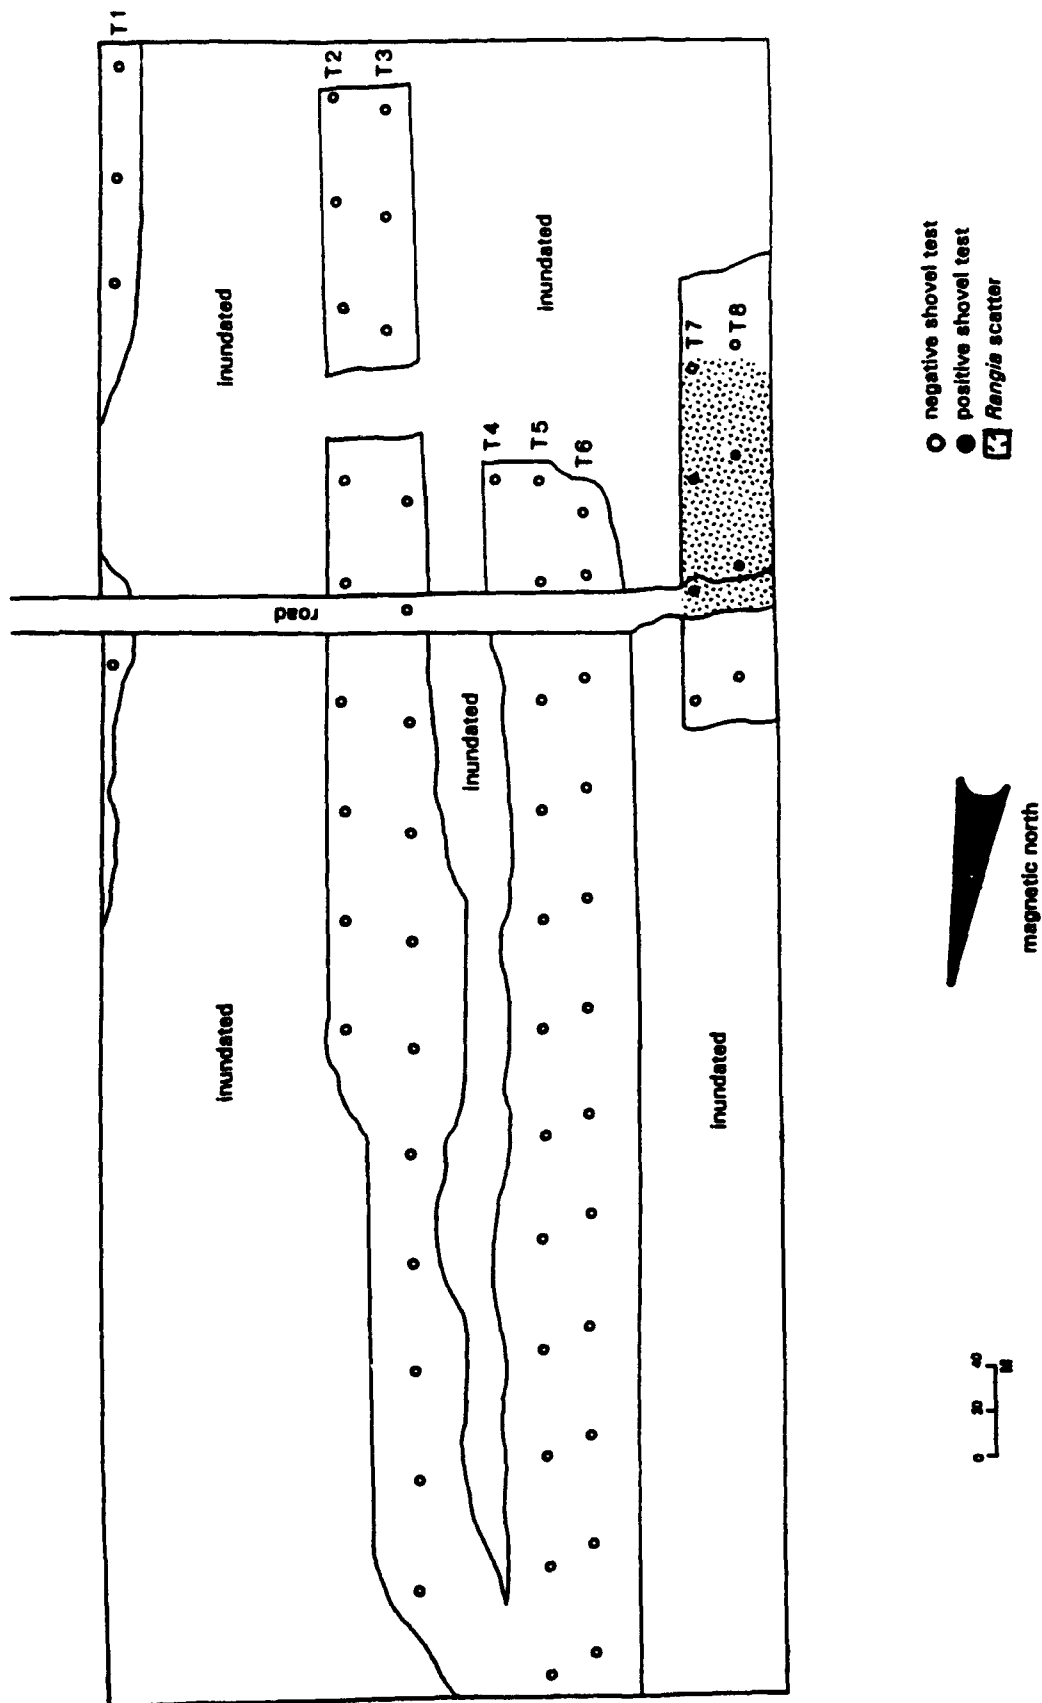 T1
T2
T3
inundated
inundated
T4
T5
T6
T7
T8
road
inundated
inundated
inundated
negative shovel test
positive shovel test
Rangia scatter
magnetic north
0 20 40
M